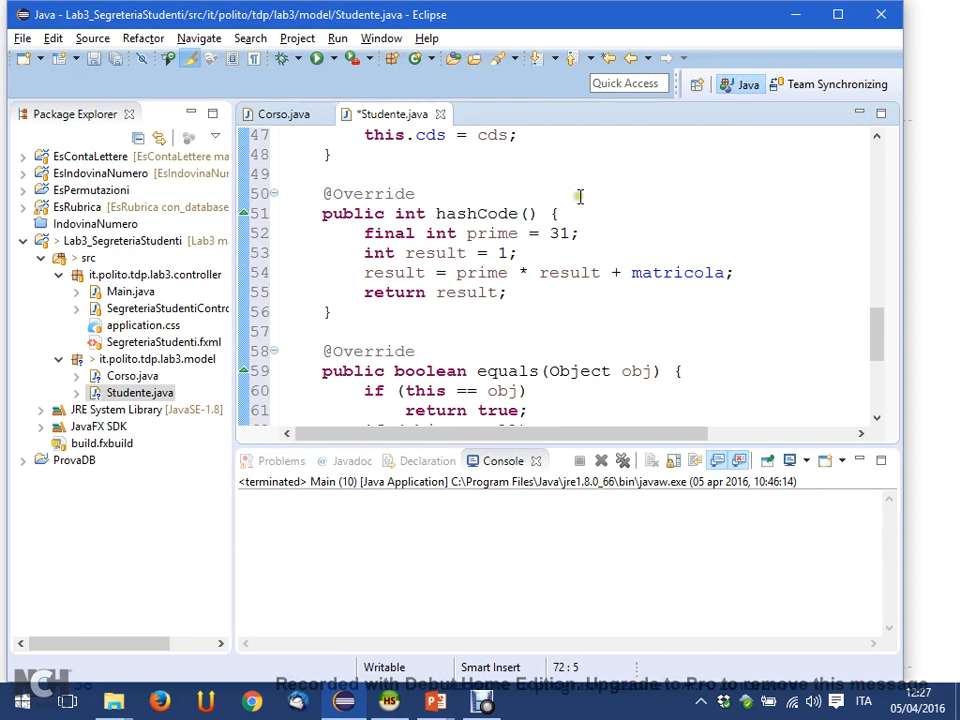 Java - Lab3_SegreteriaStudenti/src/it/polito/tdp/lab3/model/Studente.java - Eclipse
File Edit Source Refactor Navigate Search Project Run Window Help
Quick Access
Java
Team Synchronizing
Package Explorer
EsContaLettere [EsContaLettere ma
EsIndovinaNumero [EsIndovinaNu
EsPermutazioni
EsRubrica [EsRubrica con_database
IndovinaNumero
> Lab3_SegreteriaStudenti [Lab3 m
> src
it.polito.tdp.lab3.controller
Main.java
SegreteriaStudentiContro
application.css
SegreteriaStudenti.fxml
> it.polito.tdp.lab3.model
Corso.java
Studente.java
JRE System Library [JavaSE-1.8]
JavaFX SDK
build.fxbuild
ProvaDB
Corso.java
*Studente.java
47 this.cds = cds;
48 }
49
50 @Override
51 public int hashCode() {
52 final int prime = 31;
53 int result = 1;
54 result = prime * result + matricola;
55 return result;
56 }
57
58 @Override
59 public boolean equals(Object obj) {
60 if (this == obj)
61 return true;
Problems @ Javadoc Declaration Console
<terminated> Main (10) [Java Application] C:\Program Files\Java\jre1.8.0_66\bin\javaw.exe (05 apr 2016, 10:46:14)
Writable
Smart Insert
72 : 5
NCH
Recorded with Debut Home Edition. Upgrade to Pro to remove this message
ITA
12:27
05/04/2016